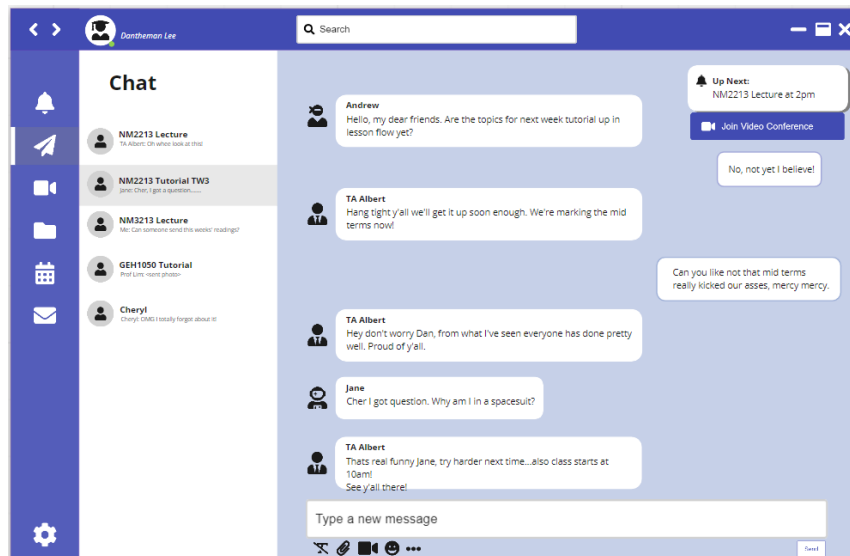 Dantheman Lee
Search
Chat
NM2213 Lecture
TA Albert: Oh whee look at this!
NM2213 Tutorial TW3
Jane: Cher, I got a question.......
NM3213 Lecture
Me: Can someone send this weeks' readings?
GEH1050 Tutorial
Prof Lim: <sent photo>
Cheryl
Cheryl: OMG I totally forgot about it!
Up Next:
NM2213 Lecture at 2pm
Join Video Conference
Andrew
Hello, my dear friends. Are the topics for next week tutorial up in
lesson flow yet?
No, not yet I believe!
TA Albert
Hang tight y'all we'll get it up soon enough. We're marking the mid
terms now!
Can you like not that mid terms
really kicked our asses, mercy mercy.
TA Albert
Hey don't worry Dan, from what I've seen everyone has done pretty
well. Proud of y'all.
Jane
Cher I got question. Why am I in a spacesuit?
TA Albert
Thats real funny Jane, try harder next time...also class starts at
10am!
See y'all there!
Type a new message
Send